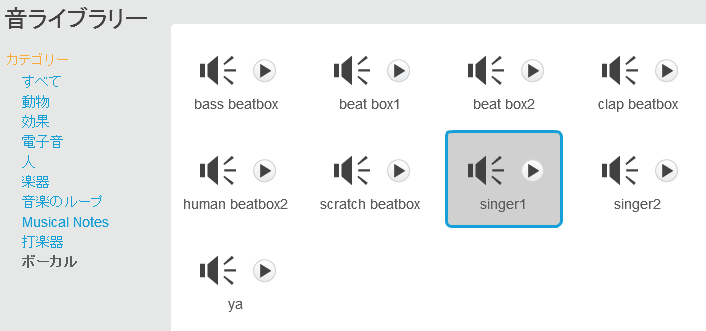 音ライブラリー
カテゴリー
すべて
動物
効果
電子音
人
楽器
音楽のループ
Musical Notes
打楽器
ボーカル
bass beatbox
beat box1
beat box2
clap beatbox
human beatbox2
scratch beatbox
singer1
singer2
ya